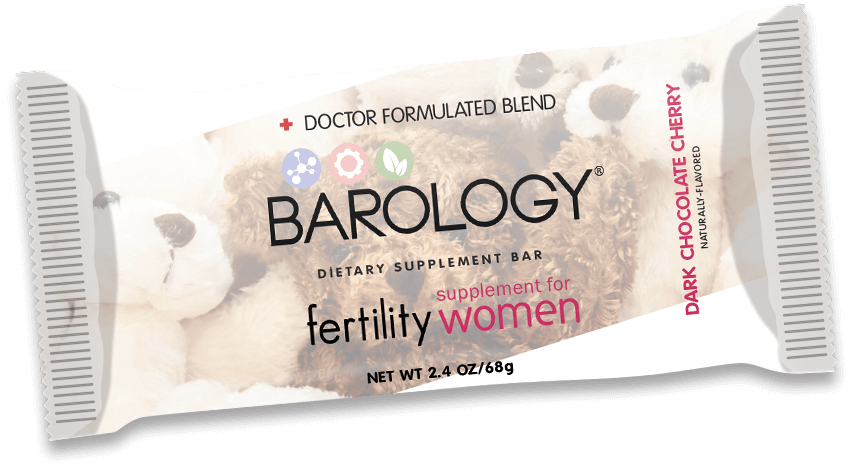 + DOCTOR FORMULATED BLEND
BAROLOGY®
DIETARY SUPPLEMENT BAR
fertility supplement for women
NET WT 2.4 OZ/68g
DARK CHOCOLATE CHERRY
NATURALLY-FLAVORED